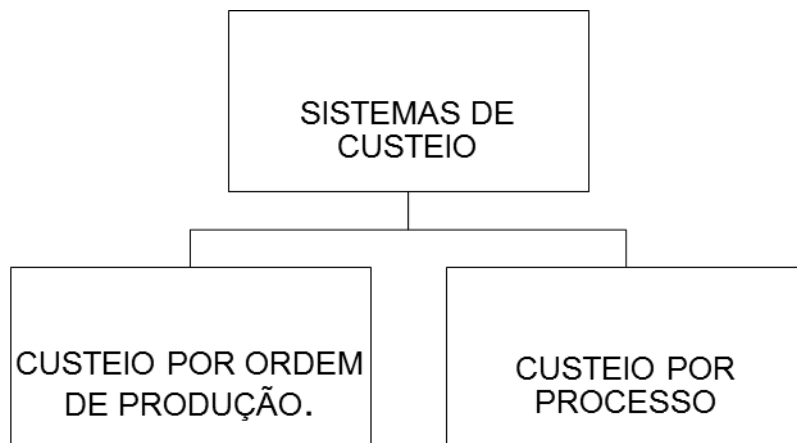 SISTEMAS DE
CUSTEIO
CUSTEIO POR ORDEM
DE PRODUÇÃO.
CUSTEIO POR
PROCESSO